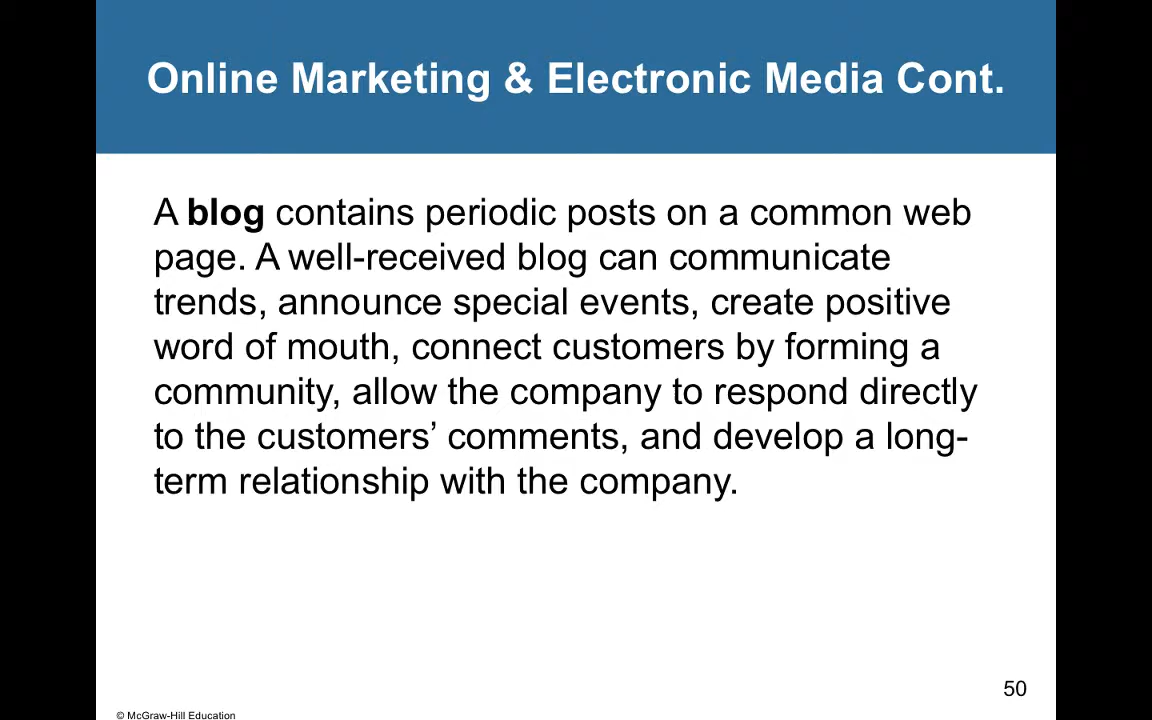 Online Marketing & Electronic Media Cont.
A blog contains periodic posts on a common web
page. A well-received blog can communicate
trends, announce special events, create positive
word of mouth, connect customers by forming a
community, allow the company to respond directly
to the customers’ comments, and develop a long-
term relationship with the company.
50
© McGraw-Hill Education